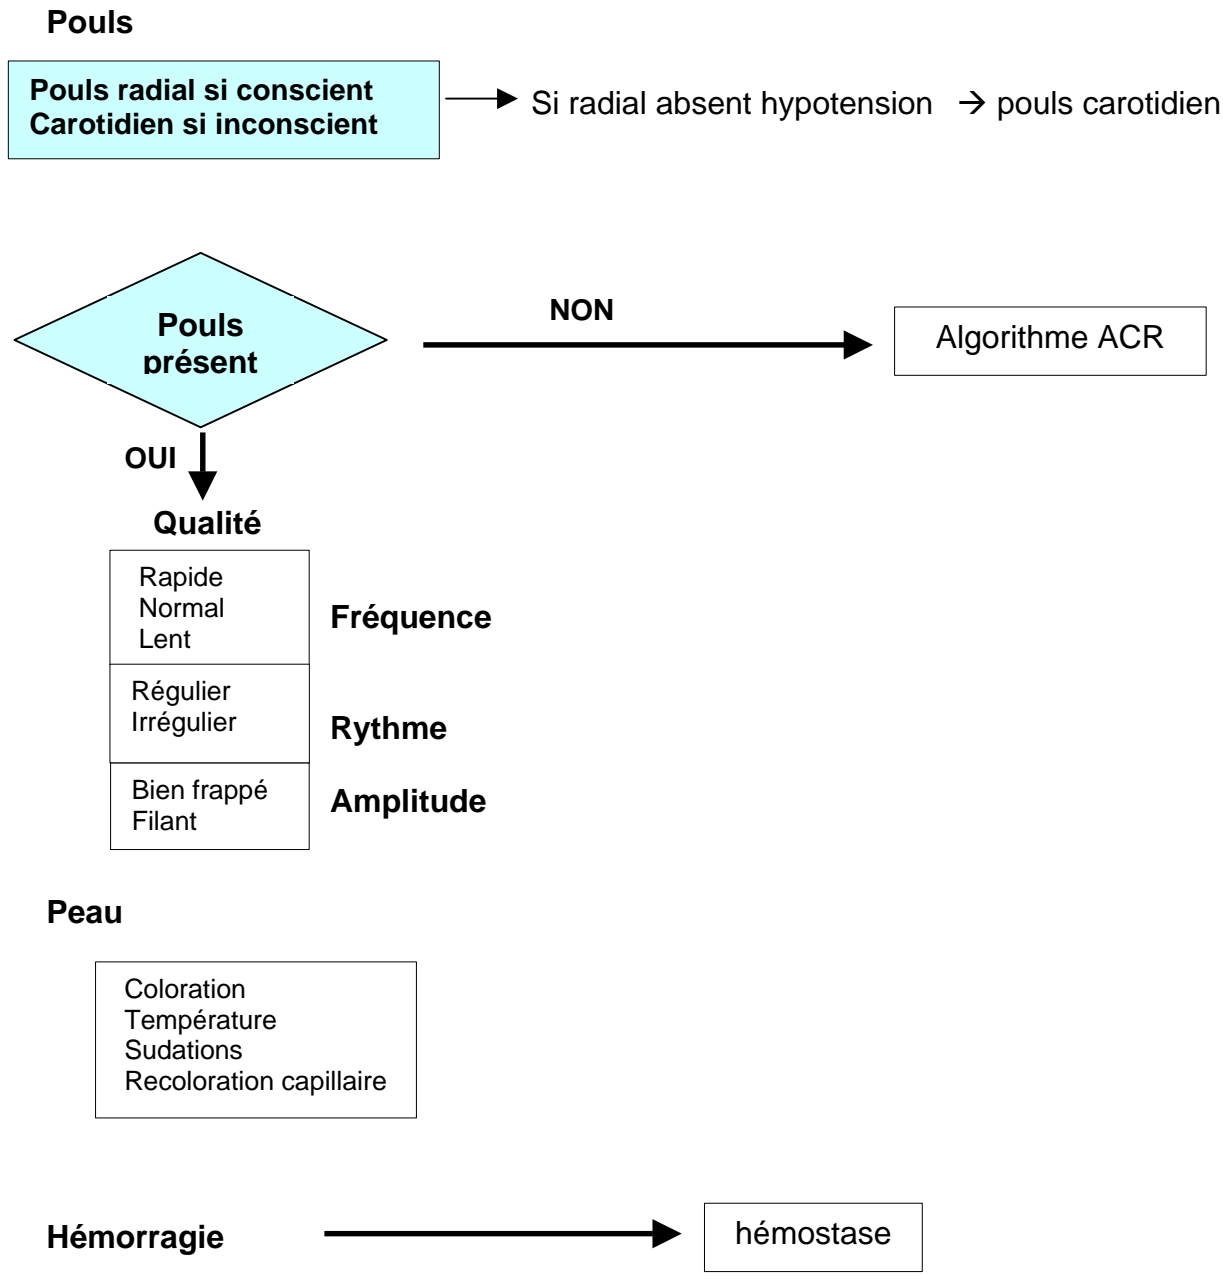 Pouls
Pouls radial si conscient
Carotidien si inconscient
Si radial absent hypotension → pouls carotidien
Pouls
présent
NON
Algorithme ACR
OUI
Qualité
Rapide
Normal
Lent
Fréquence
Régulier
Irrégulier
Rythme
Bien frappé
Filant
Amplitude
Peau
Coloration
Température
Sudations
Recoloration capillaire
Hémorragie
hémostase